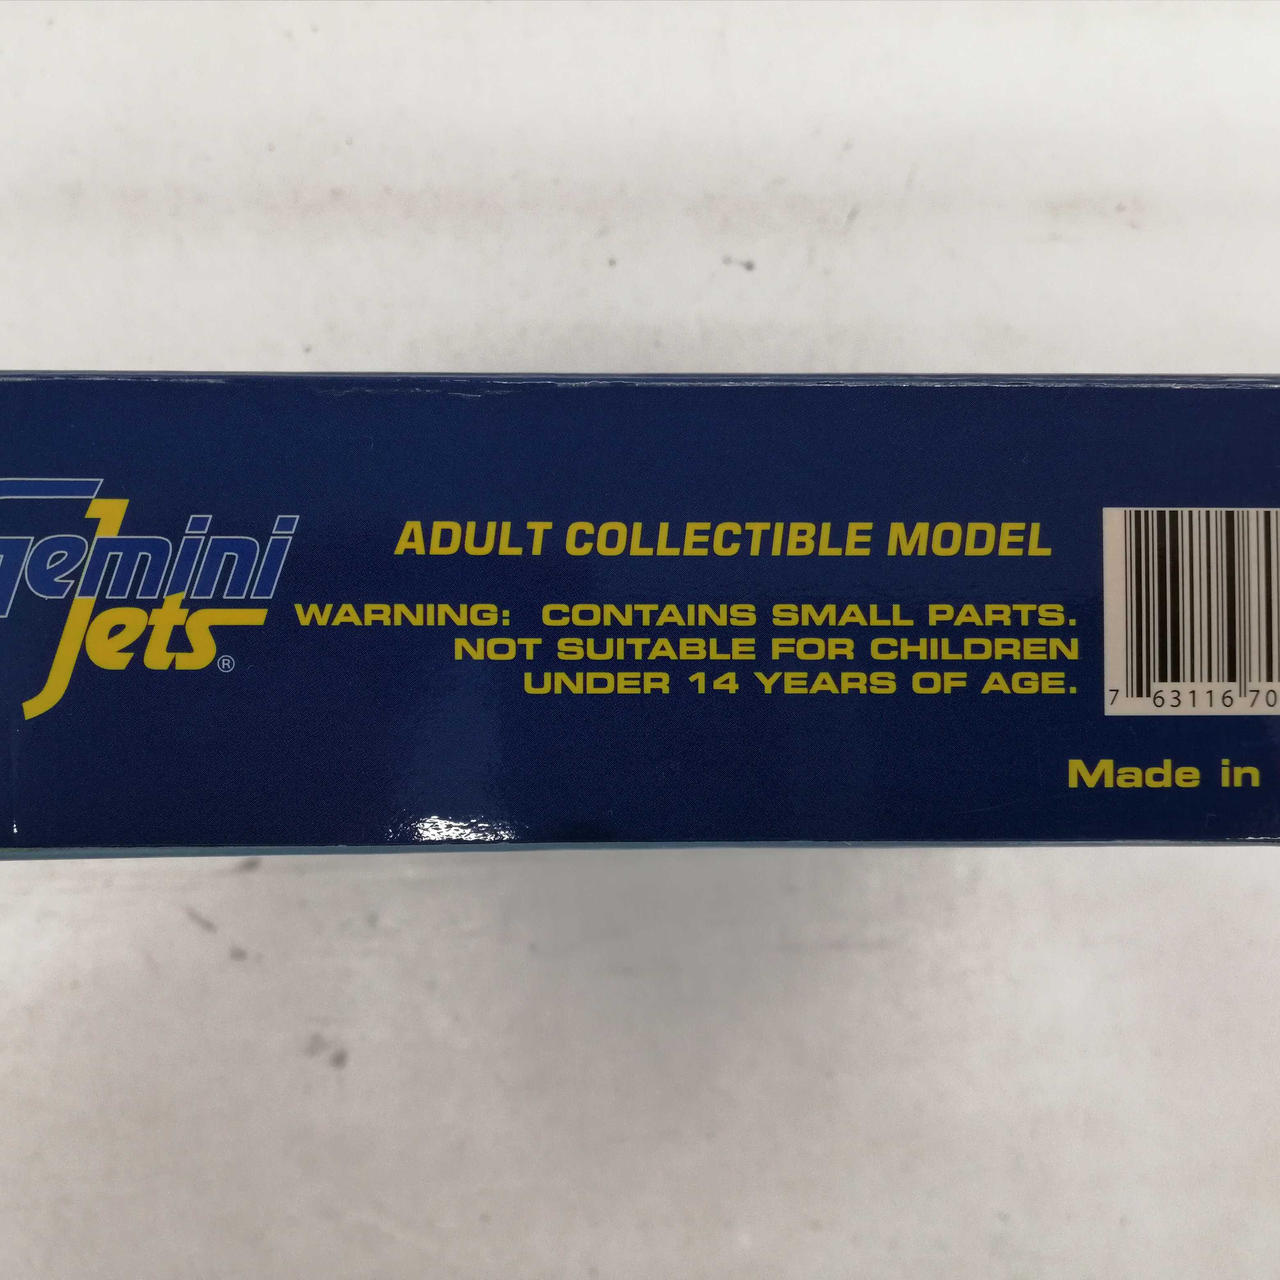 gemini
Jets®
ADULT COLLECTIBLE MODEL
WARNING: CONTAINS SMALL PARTS.
NOT SUITABLE FOR CHILDREN
UNDER 14 YEARS OF AGE.
7 63116 70
Made in